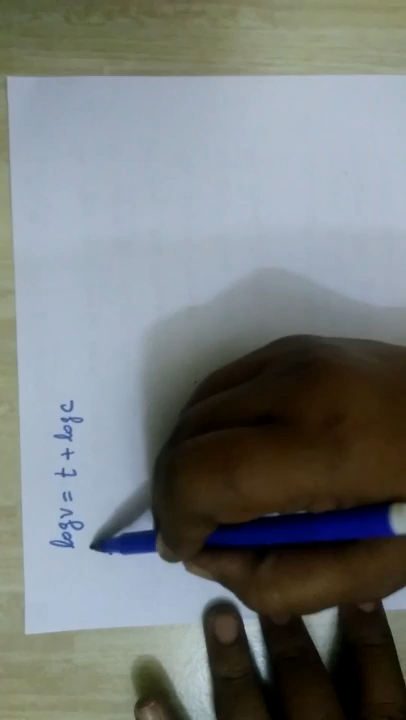 log v = t + log c